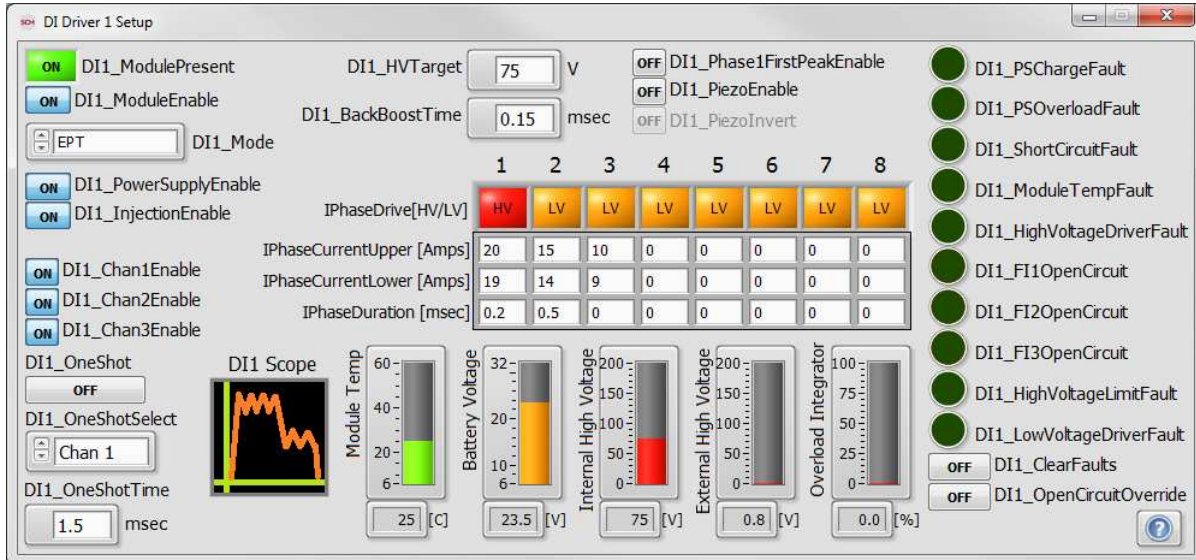 SCM DI Driver 1 Setup
ON DI1_ModulePresent
ON DI1_ModuleEnable
EPT DI1_Mode
ON DI1_PowerSupplyEnable
ON DI1_InjectionEnable
ON DI1_Chan1Enable
ON DI1_Chan2Enable
ON DI1_Chan3Enable
DI1_OneShot
OFF
DI1_OneShotSelect
Chan 1
DI1_OneShotTime
1.5 msec
DI1_HVTarget 75 V
DI1_BackBoostTime 0.15 msec
OFF DI1_Phase1FirstPeakEnable
OFF DI1_PiezoEnable
OFF DI1_PiezoInvert
1 2 3 4 5 6 7 8
IPhaseDrive[HV/LV] HV LV LV LV LV LV LV LV
IPhaseCurrentUpper [Amps] 20 15 10 0 0 0 0 0
IPhaseCurrentLower [Amps] 19 14 9 0 0 0 0 0
IPhaseDuration [msec] 0.2 0.5 0 0 0 0 0 0
DI1 Scope
Module Temp
60
40
20
6
25 [C]
Battery Voltage
32
20
10
6
23.5 [V]
Internal High Voltage
200
150
100
50
0
75 [V]
External High Voltage
200
150
100
50
0
0.8 [V]
Overload Integrator
100
75
50
25
0
0.0 [%]
DI1_PSChargeFault
DI1_PSOverloadFault
DI1_ShortCircuitFault
DI1_ModuleTempFault
DI1_HighVoltageDriverFault
DI1_FI1OpenCircuit
DI1_FI2OpenCircuit
DI1_FI3OpenCircuit
DI1_HighVoltageLimitFault
DI1_LowVoltageDriverFault
OFF DI1_ClearFaults
OFF DI1_OpenCircuitOverride
?